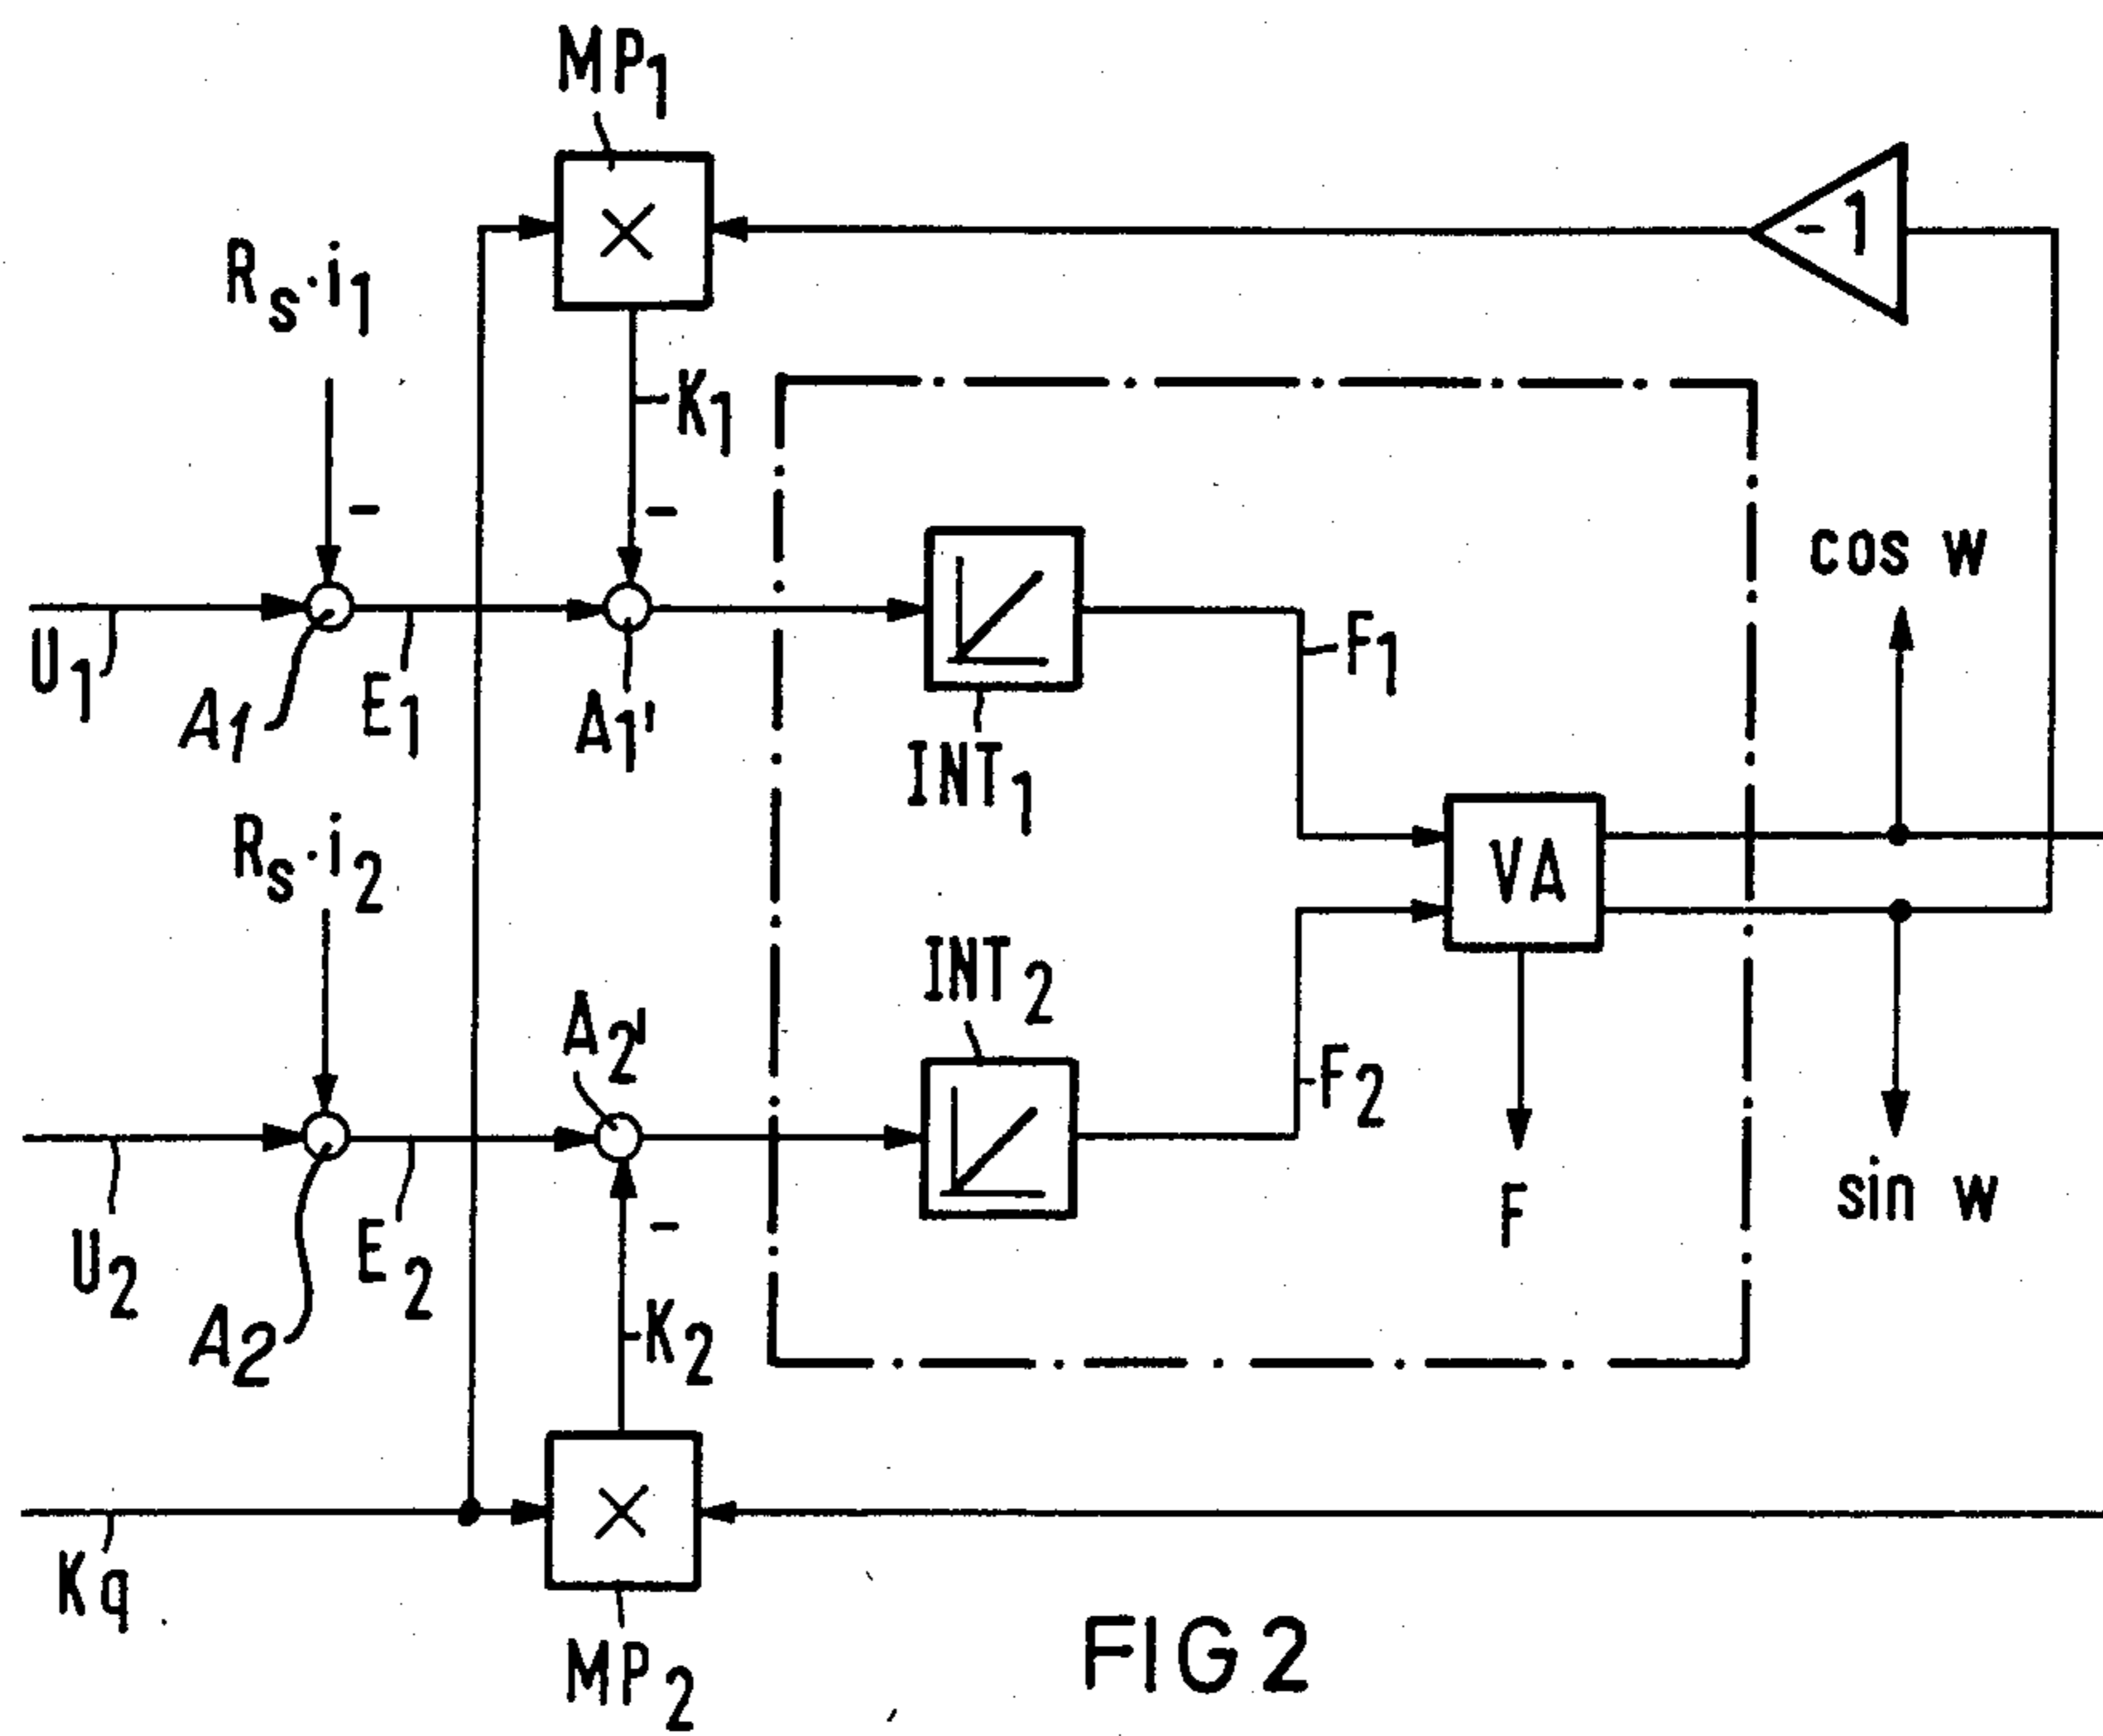 MP1
×
-1
Rs·i1
K1
-
-
cos w
U1
A1
E1
A1'
INT1
F1
Rs·i2
VA
INT2
A2'
F2
U2
A2
E2
-
K2
F
sin w
×
Kq
MP2
FIG 2